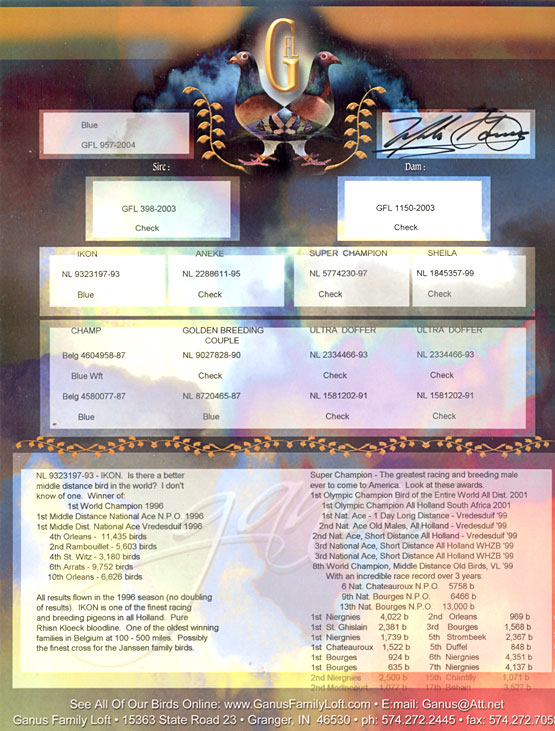 GHL
Blue
GFL 957-2004
Sire :
Dam :
GFL 398-2003
Check
GFL 1150-2003
Check
IKON ANEKE SUPER CHAMPION SHEILA
NL 9323197-93 NL 2288611-95 NL 5774230-97 NL 1845357-99
Blue Check Check Check
CHAMP GOLDEN BREEDING COUPLE ULTRA DOFFER ULTRA DOFFER
Belg 4604958-87 NL 9027828-90 NL 2334466-93 NL 2334466-93
Blue Wft Check Check Check
Belg 4580077-87 NL 8720465-87 NL 1581202-91 NL 1581202-91
Blue Blue Check Check
NL 9323197-93 - IKON. Is there a better
middle distance bird in the world? I don't
know of one. Winner of:
1st World Champion 1996
1st Middle Distance National Ace N.P.O. 1996
1st Middle Dist. National Ace Vredesduif 1996
4th Orleans - 11,435 birds
2nd Rambouillet - 5,603 birds
4th St. Witz - 3,180 birds
6th Arrats - 9,752 birds
10th Orleans - 6,626 birds
All results flown in the 1996 season (no doubling
of results). IKON is one of the finest racing
and breeding pigeons in all Holland. Pure
Rhisn Kloeck bloodline. One of the oldest winning
families in Belgium at 100 - 500 miles. Possibly
the finest cross for the Janssen family birds.
Super Champion - The greatest racing and breeding male
ever to come to America. Look at these awards.
1st Olympic Champion Bird of the Entire World All Dist. 2001
1st Olympic Champion All Holland South Africa 2001
1st Nat. Ace - 1 Day Long Distance - Vredesduif '99
2nd Nat. Ace Old Males, All Holland - Vredesduif '99
2nd Nat. Ace, Short Distance All Holland - Vredesduif '99
3rd National Ace, Short Distance All Holland WHZB '99
3rd National Ace, Short Distance All Holland WHZB '99
8th World Champion, Middle Distance Old Birds, VL '99
With an incredible race record over 3 years:
6 Nat. Chateauroux N.P.O. 5758 b
9th Nat. Bourges N.P.O. 6466 b
13th Nat. Bourges N.P.O. 13,000 b
1st Niergnies 4,022 b 2nd Orleans 969 b
1st St. Ghislain 2,381 b 3rd Bourges 1,568 b
1st Niergnies 1,739 b 5th Strombeek 2,367 b
1st Chateauroux 1,522 b 5th Duffel 848 b
1st Bourges 924 b 6th Niergnies 4,351 b
1st Bourges 635 b 7th Niergnies 4,137 b
2nd Niergnies 2,509 b 15th Chantilly 1,071 b
2nd Morlincourt 1,077 b 17th Behain 3,527 b
See All Of Our Birds Online: www.GanusFamilyLoft.com • E:mail: Ganus@Att.net
Ganus Family Loft • 15363 State Road 23 • Granger, IN 46530 • ph: 574.272.2445 • fax: 574.272.705